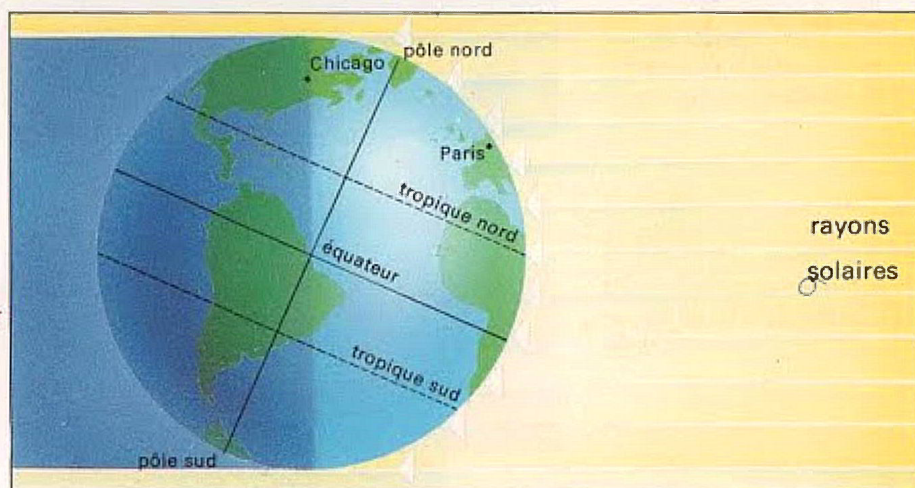 pôle nord
Chicago
Paris
tropique nord
rayons
équateur
solaires
tropique sud
pôle sud